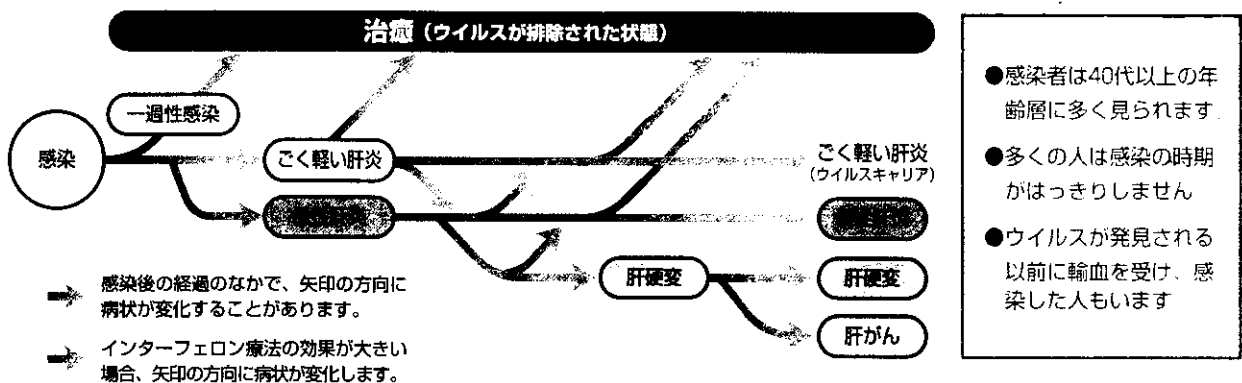 治癒（ウイルスが排除された状態）
一過性感染
感染
ごく軽い肝炎
ごく軽い肝炎
（ウイルスキャリア）
肝硬変
肝硬変
肝がん
感染後の経過のなかで、矢印の方向に
病状が変化することがあります。
インターフェロン療法の効果が大きい
場合、矢印の方向に病状が変化します。
●感染者は40代以上の年
齢層に多く見られます
●多くの人は感染の時期
がはっきりしません
●ウイルスが発見される
以前に輸血を受け、感
染した人もいます